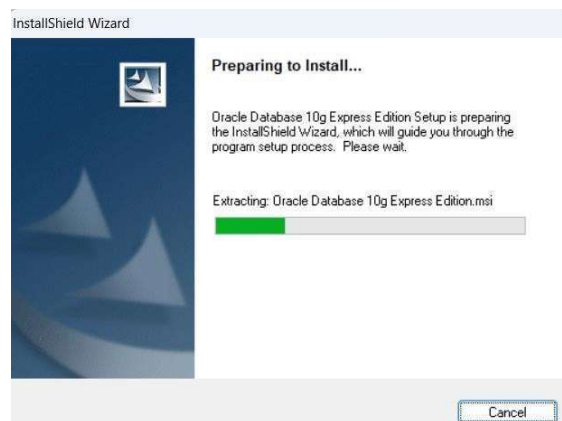 InstallShield Wizard
Preparing to Install...
Oracle Database 10g Express Edition Setup is preparing
the InstallShield Wizard, which will guide you through the
program setup process. Please wait.
Extracting: Oracle Database 10g Express Edition.msi
Cancel